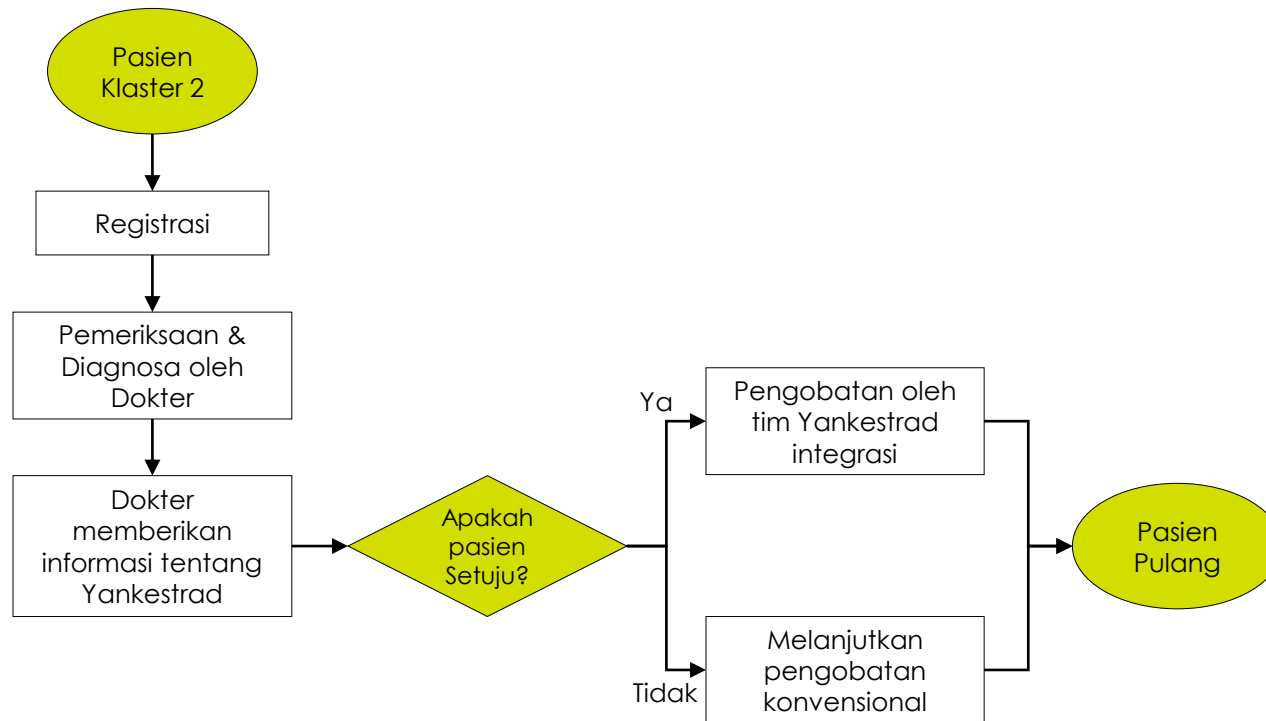 Pasien
Klaster 2
Registrasi
Pemeriksaan &
Diagnosa oleh
Dokter
Dokter
memberikan
informasi tentang
Yankestrad
Apakah
pasien
Setuju?
Ya
Pengobatan oleh
tim Yankestrad
integrasi
Tidak
Melanjutkan
pengobatan
konvensional
Pasien
Pulang